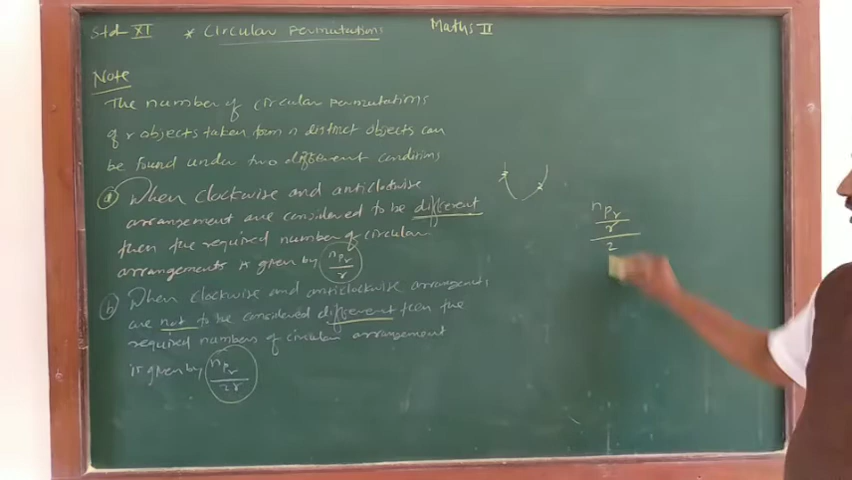 Std XI * Circular Permutations Maths II
Note
The number of circular permutations
of r objects taken from n distinct objects can
be found under two different conditions
(a) When clockwise and anticlockwise
arrangement are considered to be different
then the required number of circular
arrangements is given by nPr/r
(b) When clockwise and anticlockwise arrangements
are not to be considered different then the
required numbers of circular arrangement
is given by nPr/2r
nPr
r
2